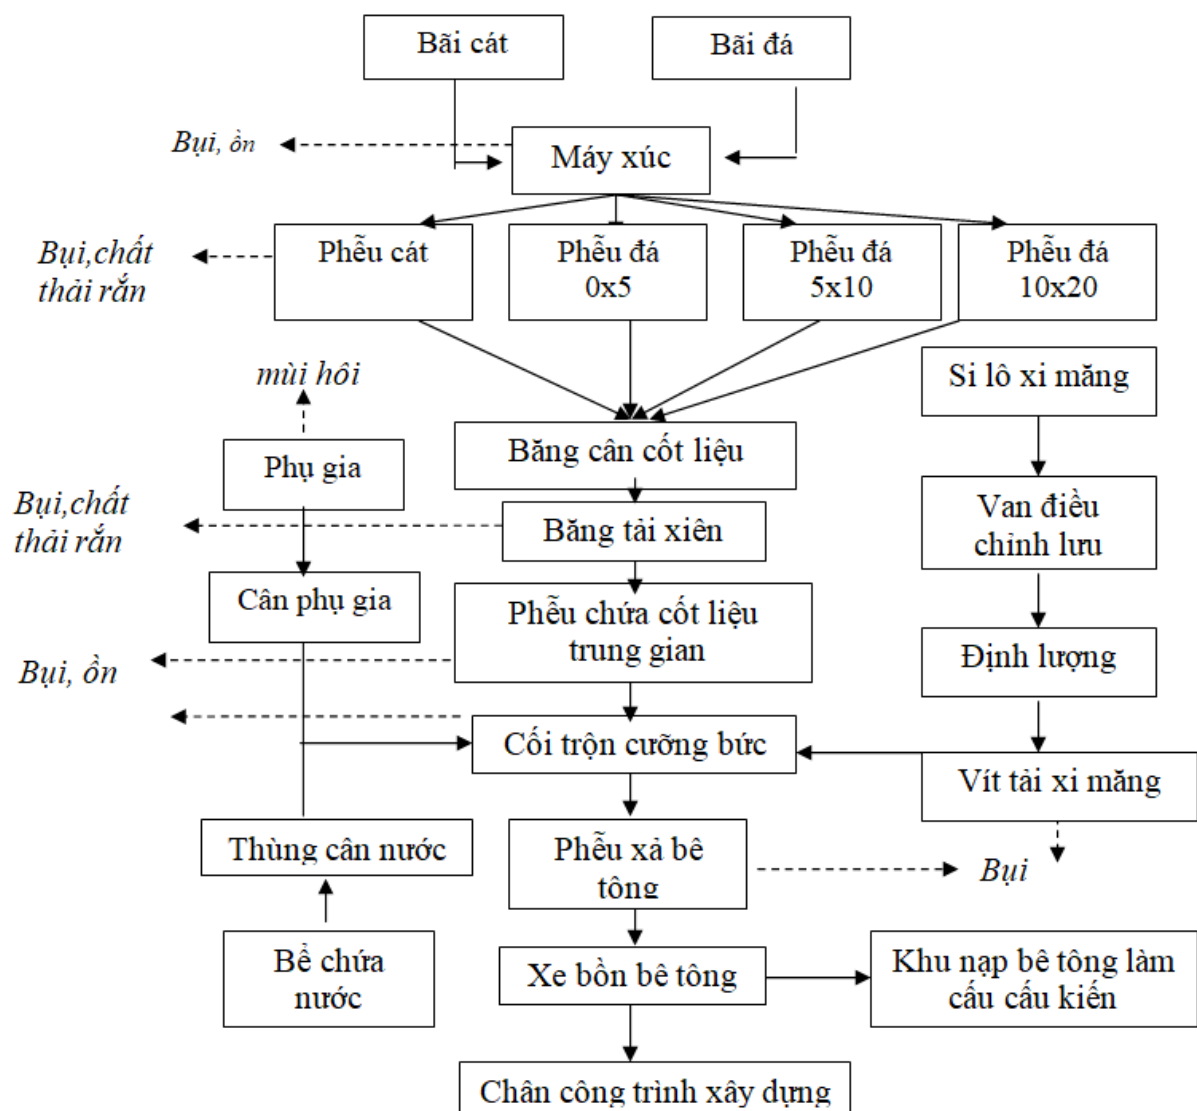 Bãi cát
Bãi đá
Bụi, ồn
Máy xúc
Bụi,chất
thải rắn
Phễu cát
Phễu đá
0x5
Phễu đá
5x10
Phễu đá
10x20
mùi hôi
Si lô xi măng
Phụ gia
Băng cân cốt liệu
Bụi,chất
thải rắn
Băng tải xiên
Van điều
chỉnh lưu
Cân phụ gia
Phễu chứa cốt liệu
trung gian
Bụi, ồn
Định lượng
Cối trộn cưỡng bức
Vít tải xi măng
Thùng cân nước
Phễu xả bê
tông
Bụi
Bể chứa
nước
Xe bồn bê tông
Khu nạp bê tông làm
cấu cấu kiến
Chân công trình xây dựng